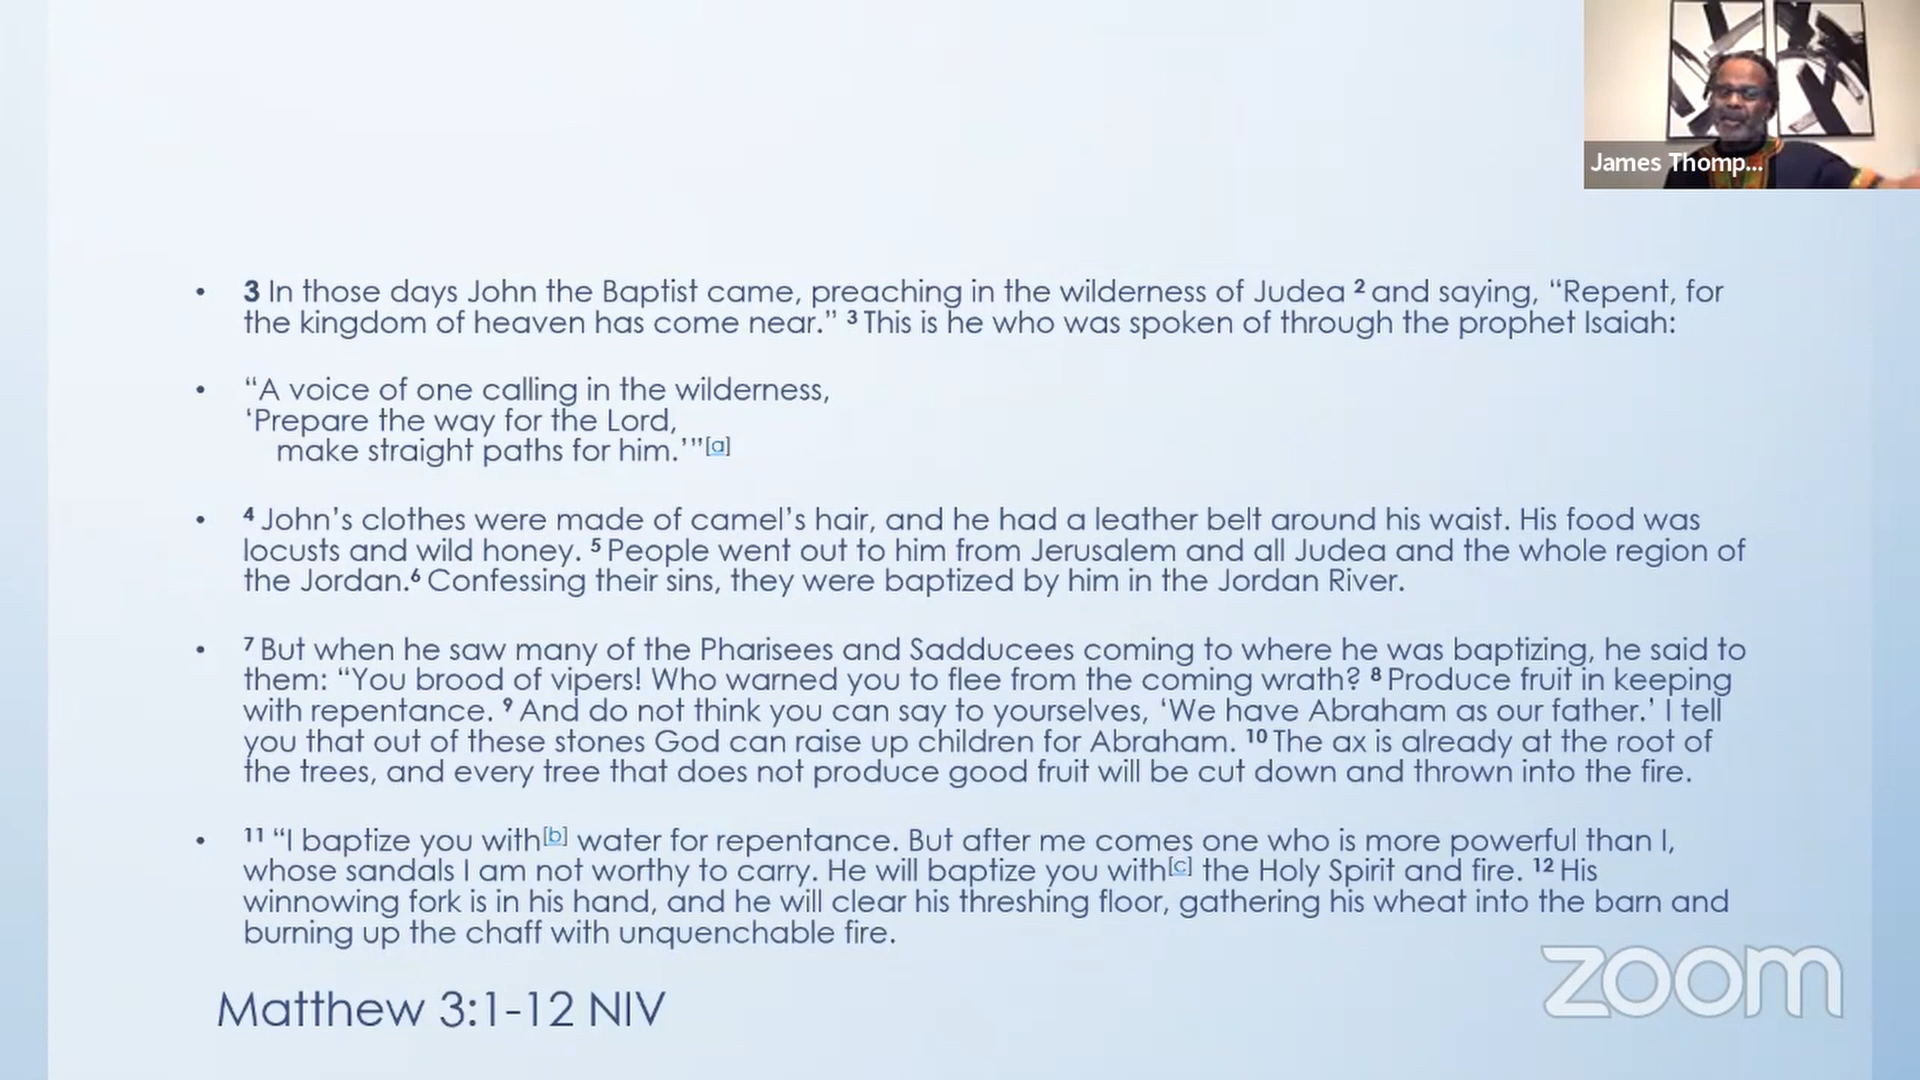 James Thomp...
• 3 In those days John the Baptist came, preaching in the wilderness of Judea 2 and saying, “Repent, for
the kingdom of heaven has come near.” 3 This is he who was spoken of through the prophet Isaiah:
• “A voice of one calling in the wilderness,
‘Prepare the way for the Lord,
make straight paths for him.’”[a]
• 4 John’s clothes were made of camel’s hair, and he had a leather belt around his waist. His food was
locusts and wild honey. 5 People went out to him from Jerusalem and all Judea and the whole region of
the Jordan.6 Confessing their sins, they were baptized by him in the Jordan River.
• 7 But when he saw many of the Pharisees and Sadducees coming to where he was baptizing, he said to
them: “You brood of vipers! Who warned you to flee from the coming wrath? 8 Produce fruit in keeping
with repentance. 9 And do not think you can say to yourselves, ‘We have Abraham as our father.’ I tell
you that out of these stones God can raise up children for Abraham. 10 The ax is already at the root of
the trees, and every tree that does not produce good fruit will be cut down and thrown into the fire.
• 11 “I baptize you with[b] water for repentance. But after me comes one who is more powerful than I,
whose sandals I am not worthy to carry. He will baptize you with[c] the Holy Spirit and fire. 12 His
winnowing fork is in his hand, and he will clear his threshing floor, gathering his wheat into the barn and
burning up the chaff with unquenchable fire.
Matthew 3:1-12 NIV
zoom